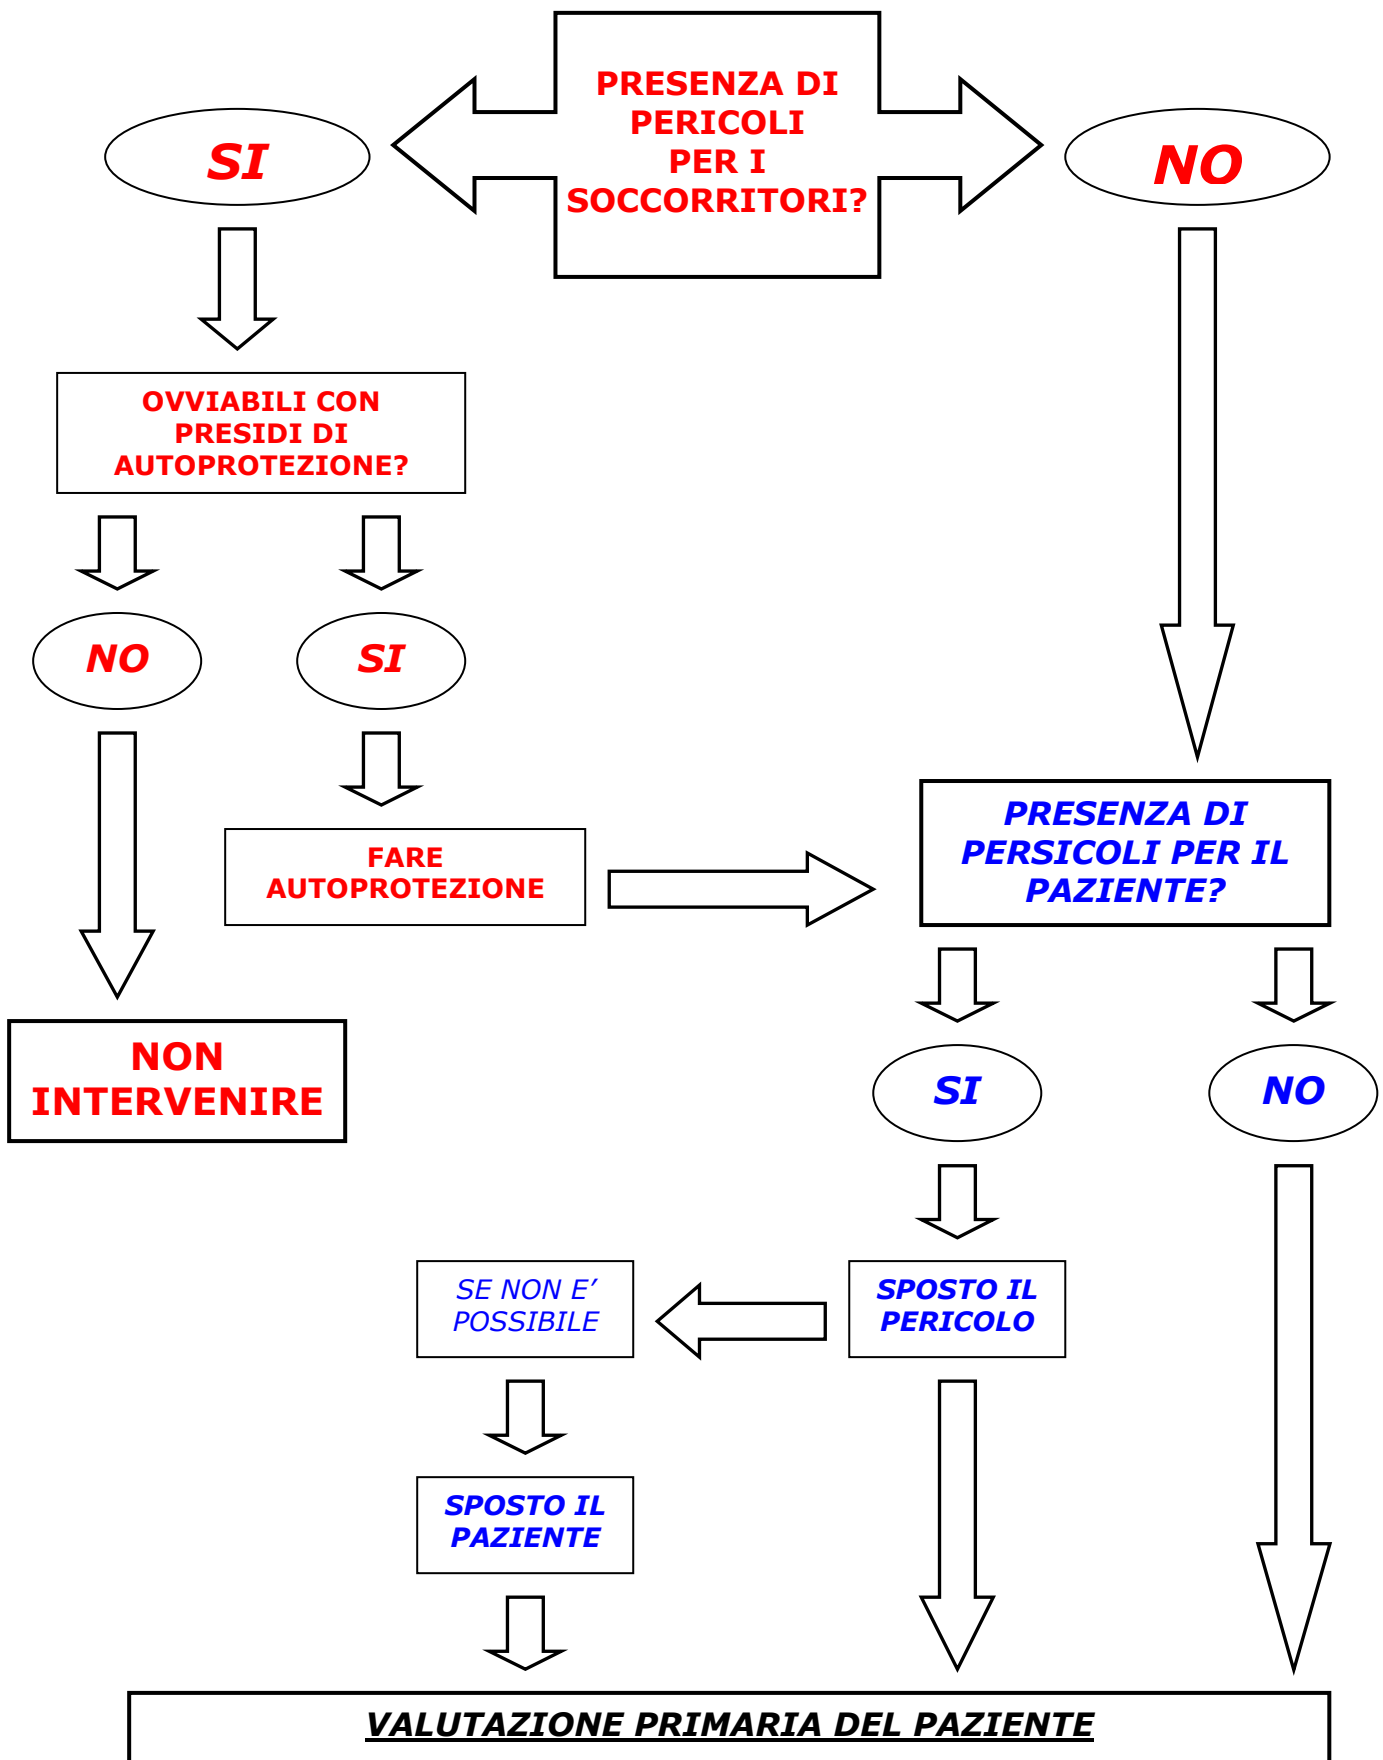 PRESENZA DI
PERICOLI
PER I
SOCCORRITORI?
SI
NO
OVVIABILI CON
PRESIDI DI
AUTOPROTEZIONE?
NO
SI
FARE
AUTOPROTEZIONE
PRESENZA DI
PERSICOLI PER IL
PAZIENTE?
NON
INTERVENIRE
SI
NO
SE NON E’
POSSIBILE
SPOSTO IL
PERICOLO
SPOSTO IL
PAZIENTE
VALUTAZIONE PRIMARIA DEL PAZIENTE